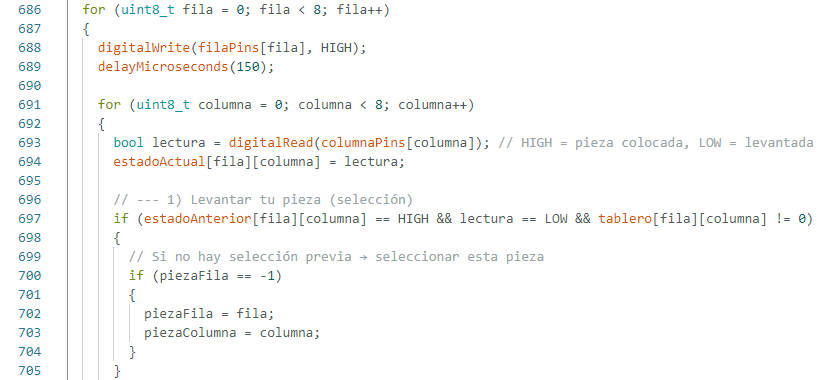 686 for (uint8_t fila = 0; fila < 8; fila++)
687 {
688 digitalWrite(filaPins[fila], HIGH);
689 delayMicroseconds(150);
690
691 for (uint8_t columna = 0; columna < 8; columna++)
692 {
693 bool lectura = digitalRead(columnaPins[columna]); // HIGH = pieza colocada, LOW = levantada
694 estadoActual[fila][columna] = lectura;
695
696 // --- 1) Levantar tu pieza (selección)
697 if (estadoAnterior[fila][columna] == HIGH && lectura == LOW && tablero[fila][columna] != 0)
698 {
699 // Si no hay selección previa → seleccionar esta pieza
700 if (piezaFila == -1)
701 {
702 piezaFila = fila;
703 piezaColumna = columna;
704 }
705 }